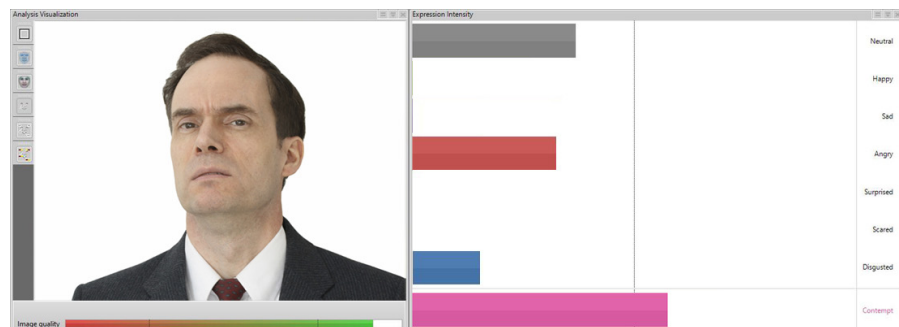 Analysis Visualization
Expression Intensity
Neutral
Happy
Sad
Angry
Surprised
Scared
Disgusted
Contempt
Image quality